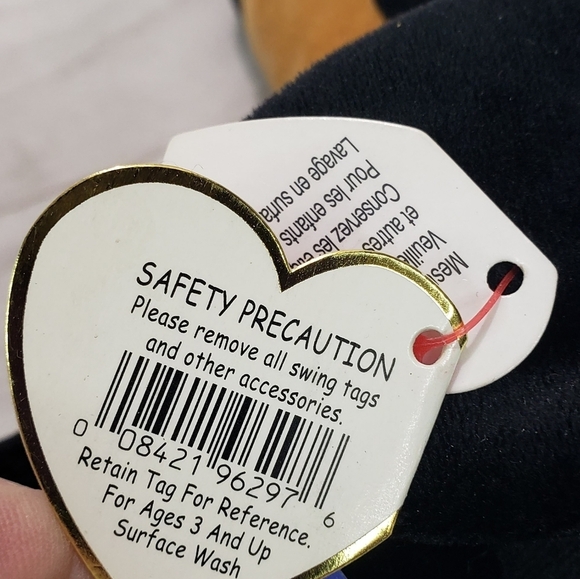 SAFETY PRECAUTION
Please remove all swing tags
and other accessories.
0 08421 96297 6
Retain Tag For Reference.
For Ages 3 And Up
Surface Wash
et autres
Conservez les
Pour les enfants
Lavage en surfa